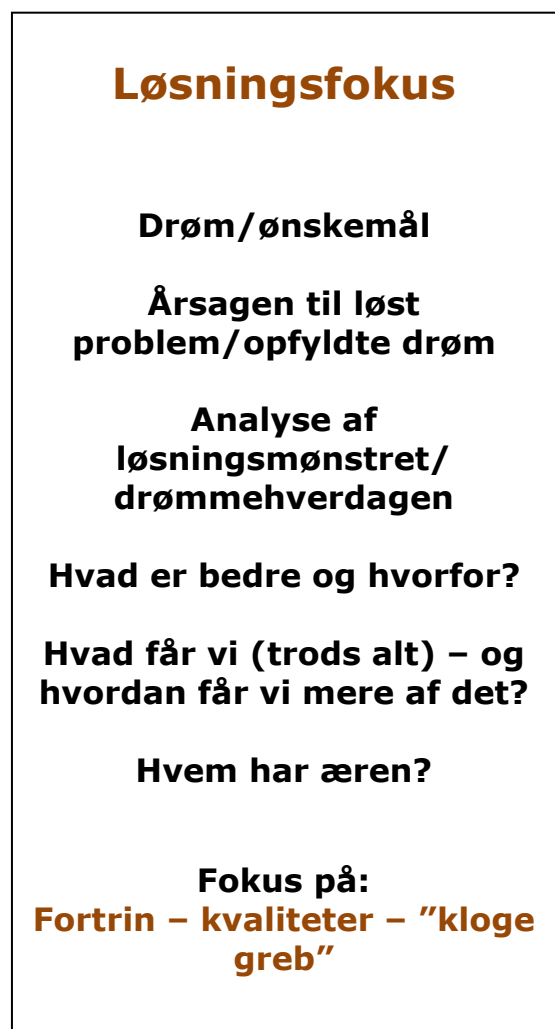 Løsningsfokus
Drøm/ønskemål
Årsagen til løst
problem/opfyldte drøm
Analyse af
løsningsmønstret/
drømmehverdagen
Hvad er bedre og hvorfor?
Hvad får vi (trods alt) – og
hvordan får vi mere af det?
Hvem har æren?
Fokus på:
Fortrin – kvaliteter – ”kloge
greb”